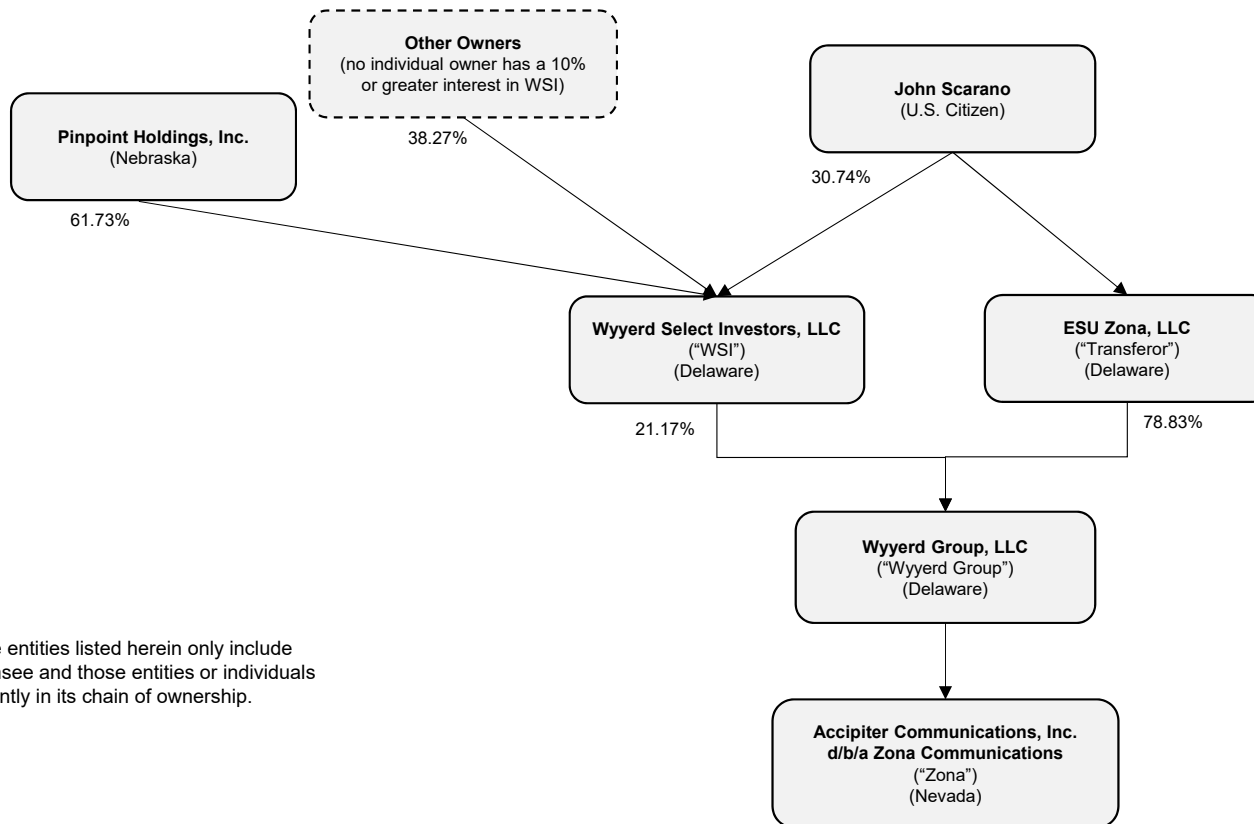 Other Owners
(no individual owner has a 10%
or greater interest in WSI)
John Scarano
(U.S. Citizen)
Pinpoint Holdings, Inc.
(Nebraska)
38.27%
30.74%
61.73%
Wyyerd Select Investors, LLC
(“WSI”)
(Delaware)
ESU Zona, LLC
(“Transferor”)
(Delaware)
21.17%
78.83%
Wyyerd Group, LLC
(“Wyyerd Group”)
(Delaware)
entities listed herein only include
and those entities or individuals
in its chain of ownership.
Accipiter Communications, Inc.
d/b/a Zona Communications
(“Zona”)
(Nevada)